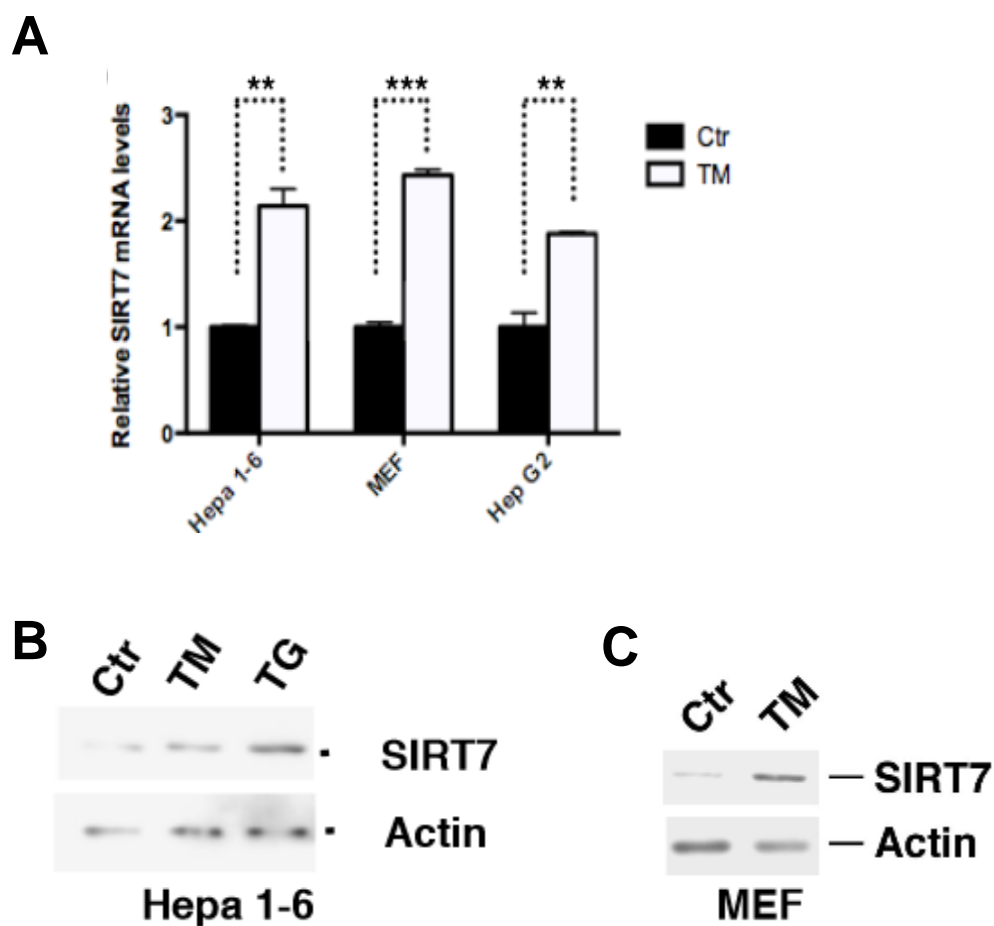 A
** *** **
Relative SIRT7 mRNA levels
3
2
1
0
Ctr
TM
Hepa 1-6
MEF
Hep G2
B
Ctr TM TG
SIRT7
Actin
Hepa 1-6
C
Ctr TM
SIRT7
Actin
MEF